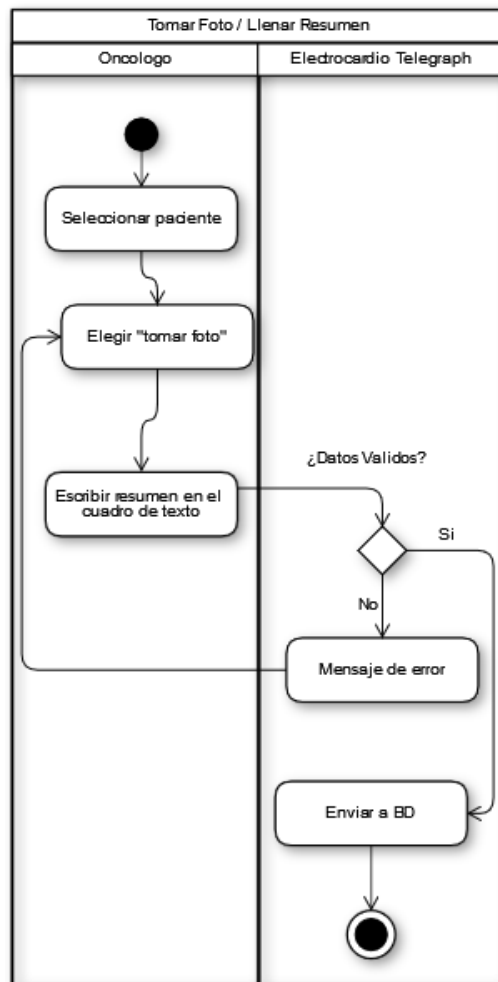 Tomar Foto / Llenar Resumen
Oncologo
Electrocardio Telegraph
Seleccionar paciente
Elegir "tomar foto"
Escribir resumen en el
cuadro de texto
¿Datos Validos?
Si
No
Mensaje de error
Enviar a BD